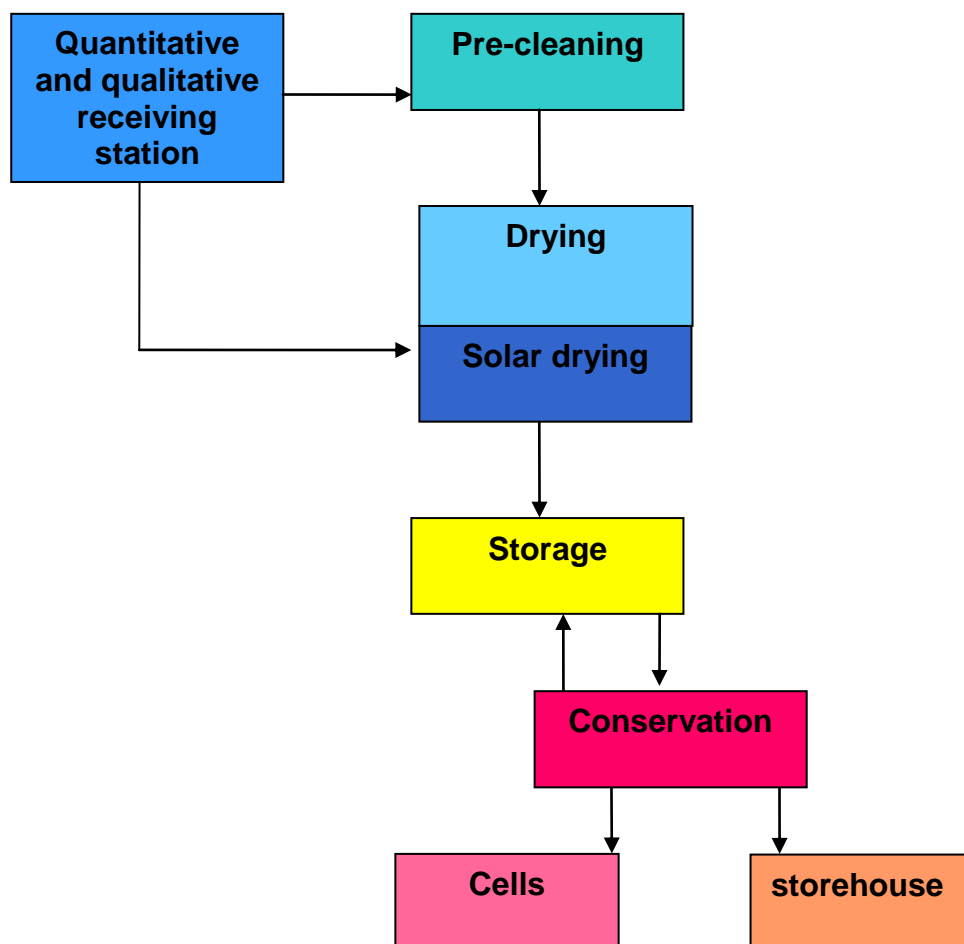 Quantitative
and qualitative
receiving
station
Pre-cleaning
Drying
Solar drying
Storage
Conservation
Cells
storehouse